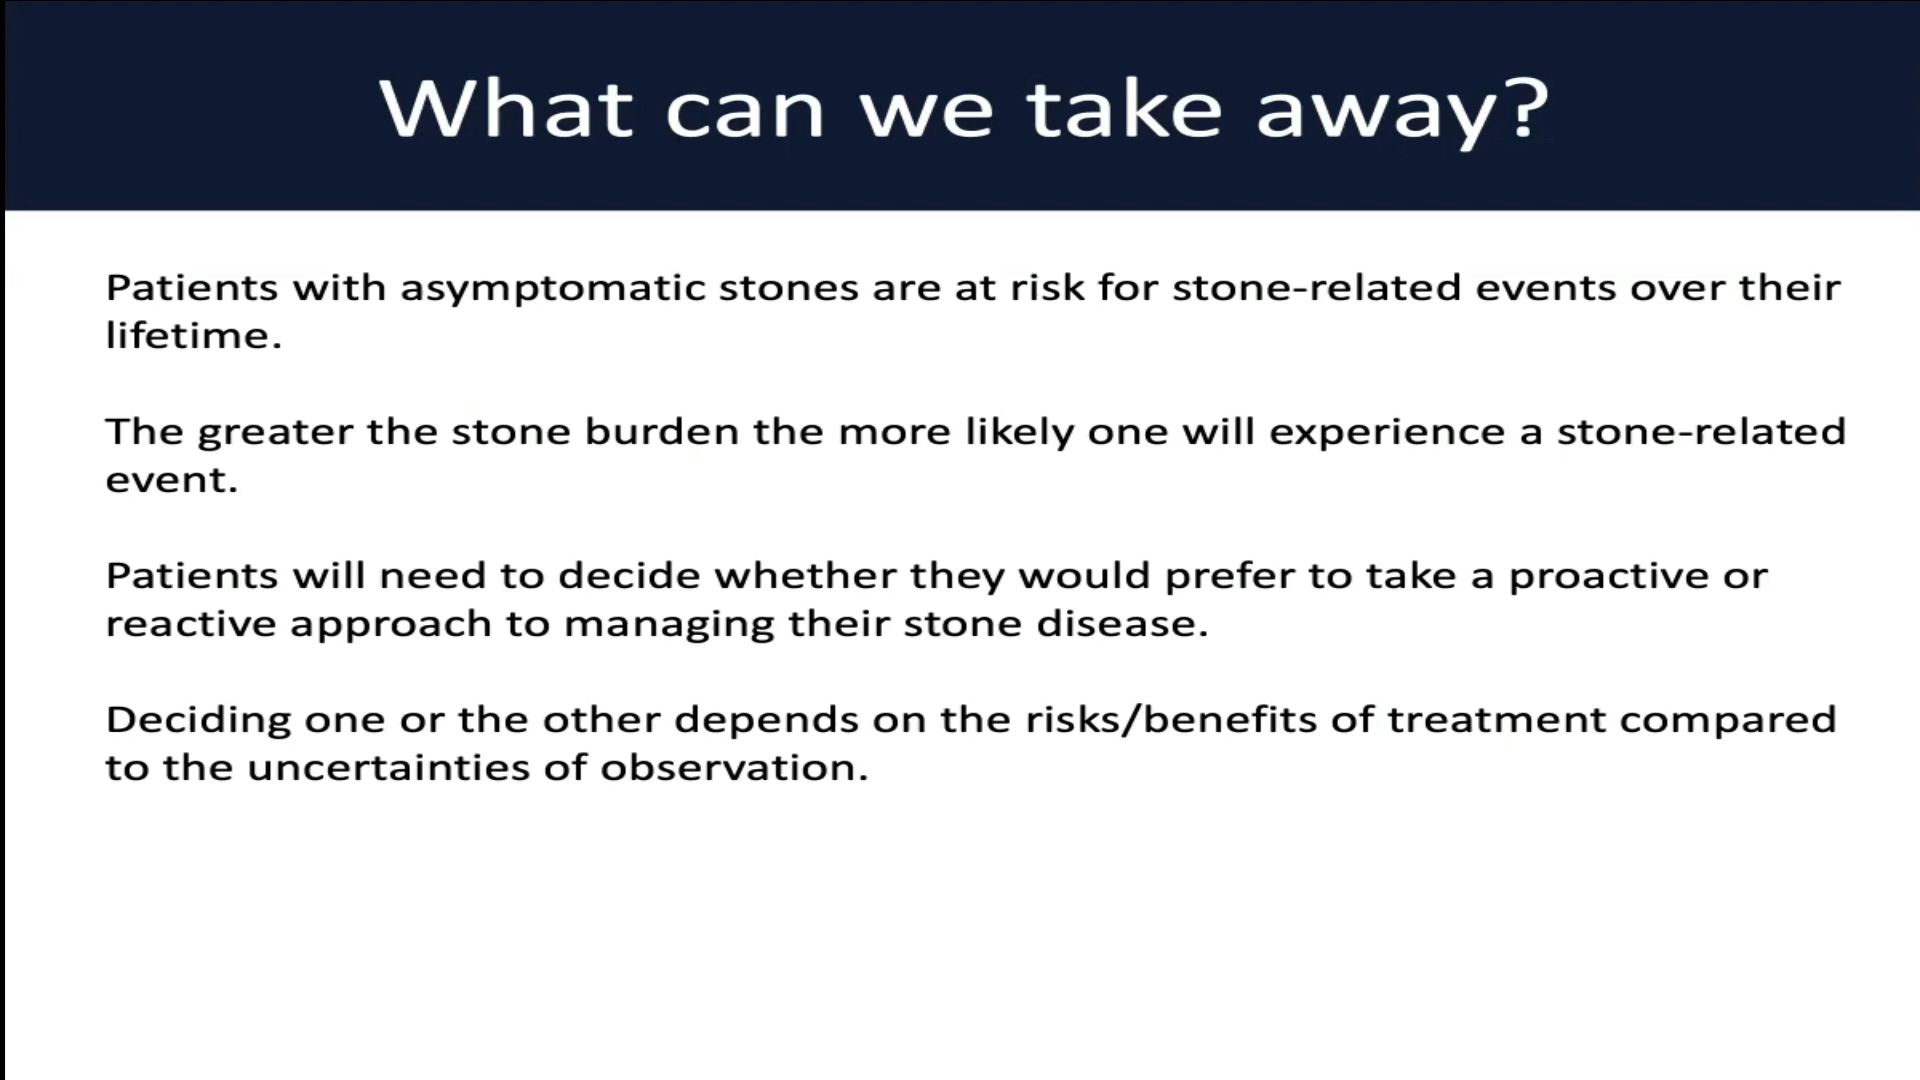 What can we take away?
Patients with asymptomatic stones are at risk for stone-related events over their
lifetime.
The greater the stone burden the more likely one will experience a stone-related
event.
Patients will need to decide whether they would prefer to take a proactive or
reactive approach to managing their stone disease.
Deciding one or the other depends on the risks/benefits of treatment compared
to the uncertainties of observation.